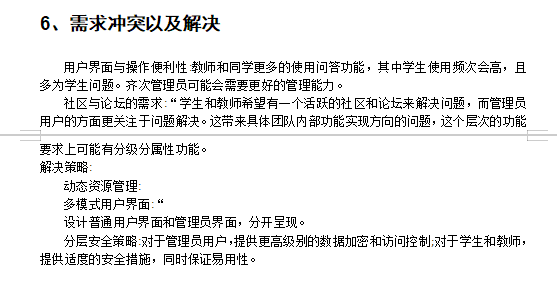 6、需求冲突以及解决
用户界面与操作便利性:教师和同学更多的使用问答功能，其中学生使用频次会高，且
多为学生问题。齐次管理员可能会需要更好的管理能力。
社区与论坛的需求:“学生和教师希望有一个活跃的社区和论坛来解决问题，而管理员
用户的方面更关注于问题解决。这带来具体团队内部功能实现方向的问题，这个层次的功能
要求上可能有分级分属性功能。
解决策略:
动态资源管理:
多模式用户界面:“
设计普通用户界面和管理员界面，分开呈现。
分层安全策略:对于管理员用户,提供更高级别的数据加密和访问控制;对于学生和教师，
提供适度的安全措施，同时保证易用性。